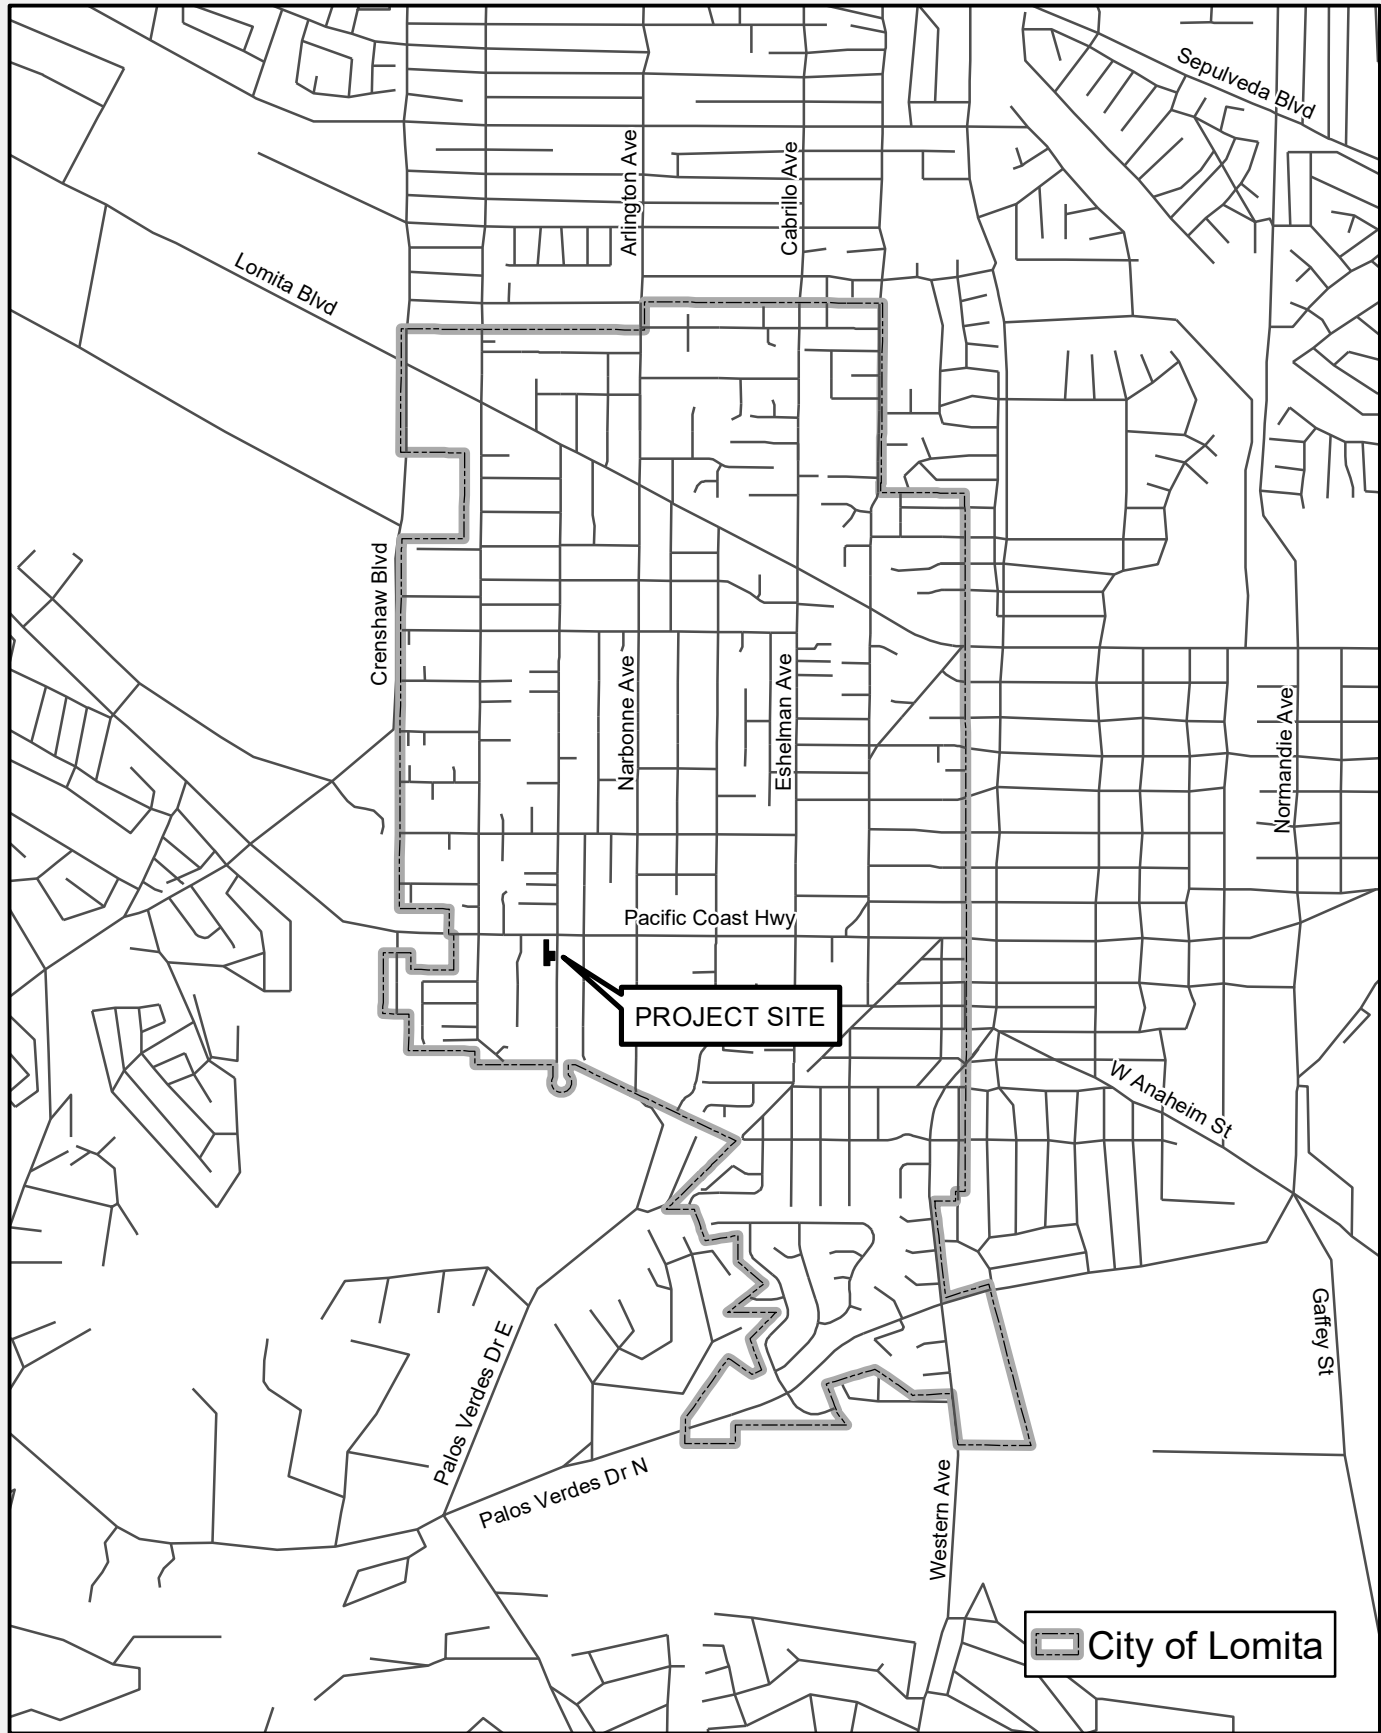 Sepulveda Blvd
Arlington Ave
Cabrillo Ave
Lomita Blvd
Crenshaw Blvd
Narbonne Ave
Eshelman Ave
Normandie Ave
Pacific Coast Hwy
PROJECT SITE
W Anaheim St
Gaffey St
Palos Verdes Dr E
Palos Verdes Dr N
Western Ave
City of Lomita